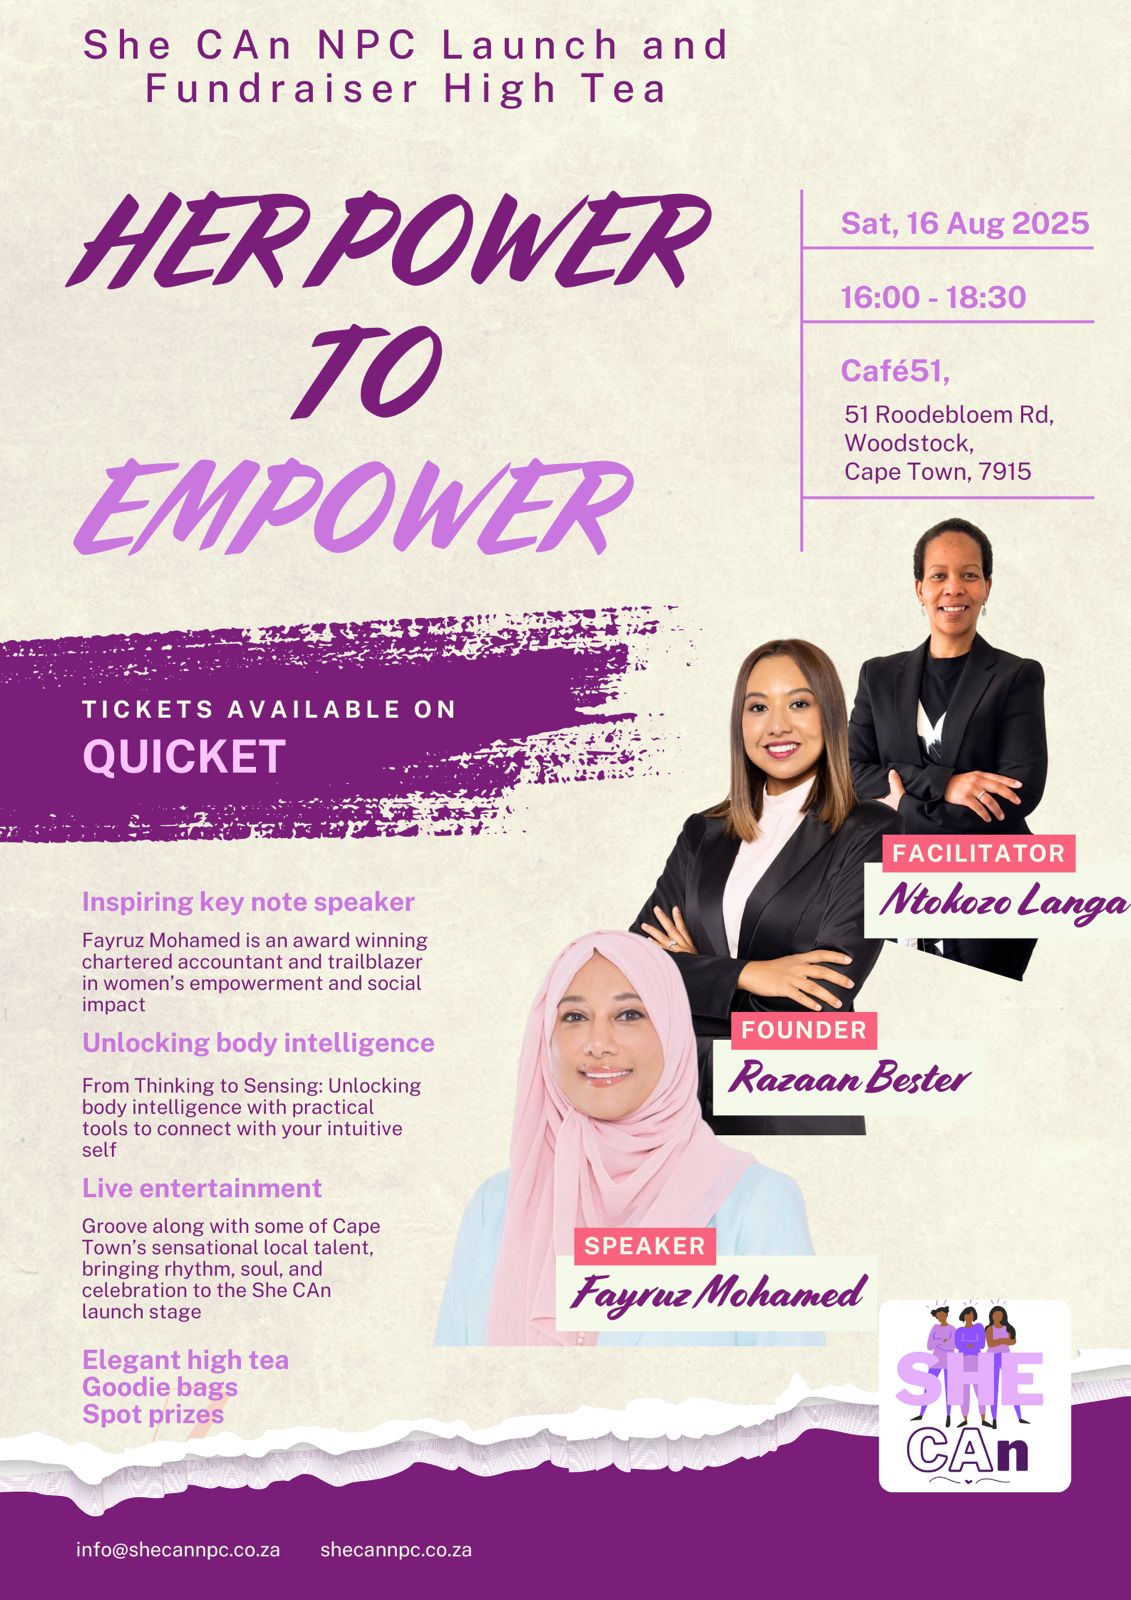 She CAn NPC Launch and
Fundraiser High Tea
HER POWER
TO
EMPOWER
Sat, 16 Aug 2025
16:00 - 18:30
Café51,
51 Roodebloem Rd,
Woodstock,
Cape Town, 7915
TICKETS AVAILABLE ON
QUICKET
Inspiring key note speaker
Fayruz Mohamed is an award winning
chartered accountant and trailblazer
in women's empowerment and social
impact
Unlocking body intelligence
From Thinking to Sensing: Unlocking
body intelligence with practical
tools to connect with your intuitive
self
Live entertainment
Groove along with some of Cape
Town's sensational local talent,
bringing rhythm, soul, and
celebration to the She CAn
launch stage
Elegant high tea
Goodie bags
Spot prizes
FACILITATOR
Ntokozo Langa
FOUNDER
Razaan Bester
SPEAKER
Fayruz Mohamed
SHE
CAn
info@shecannpc.co.za
shecannpc.co.za